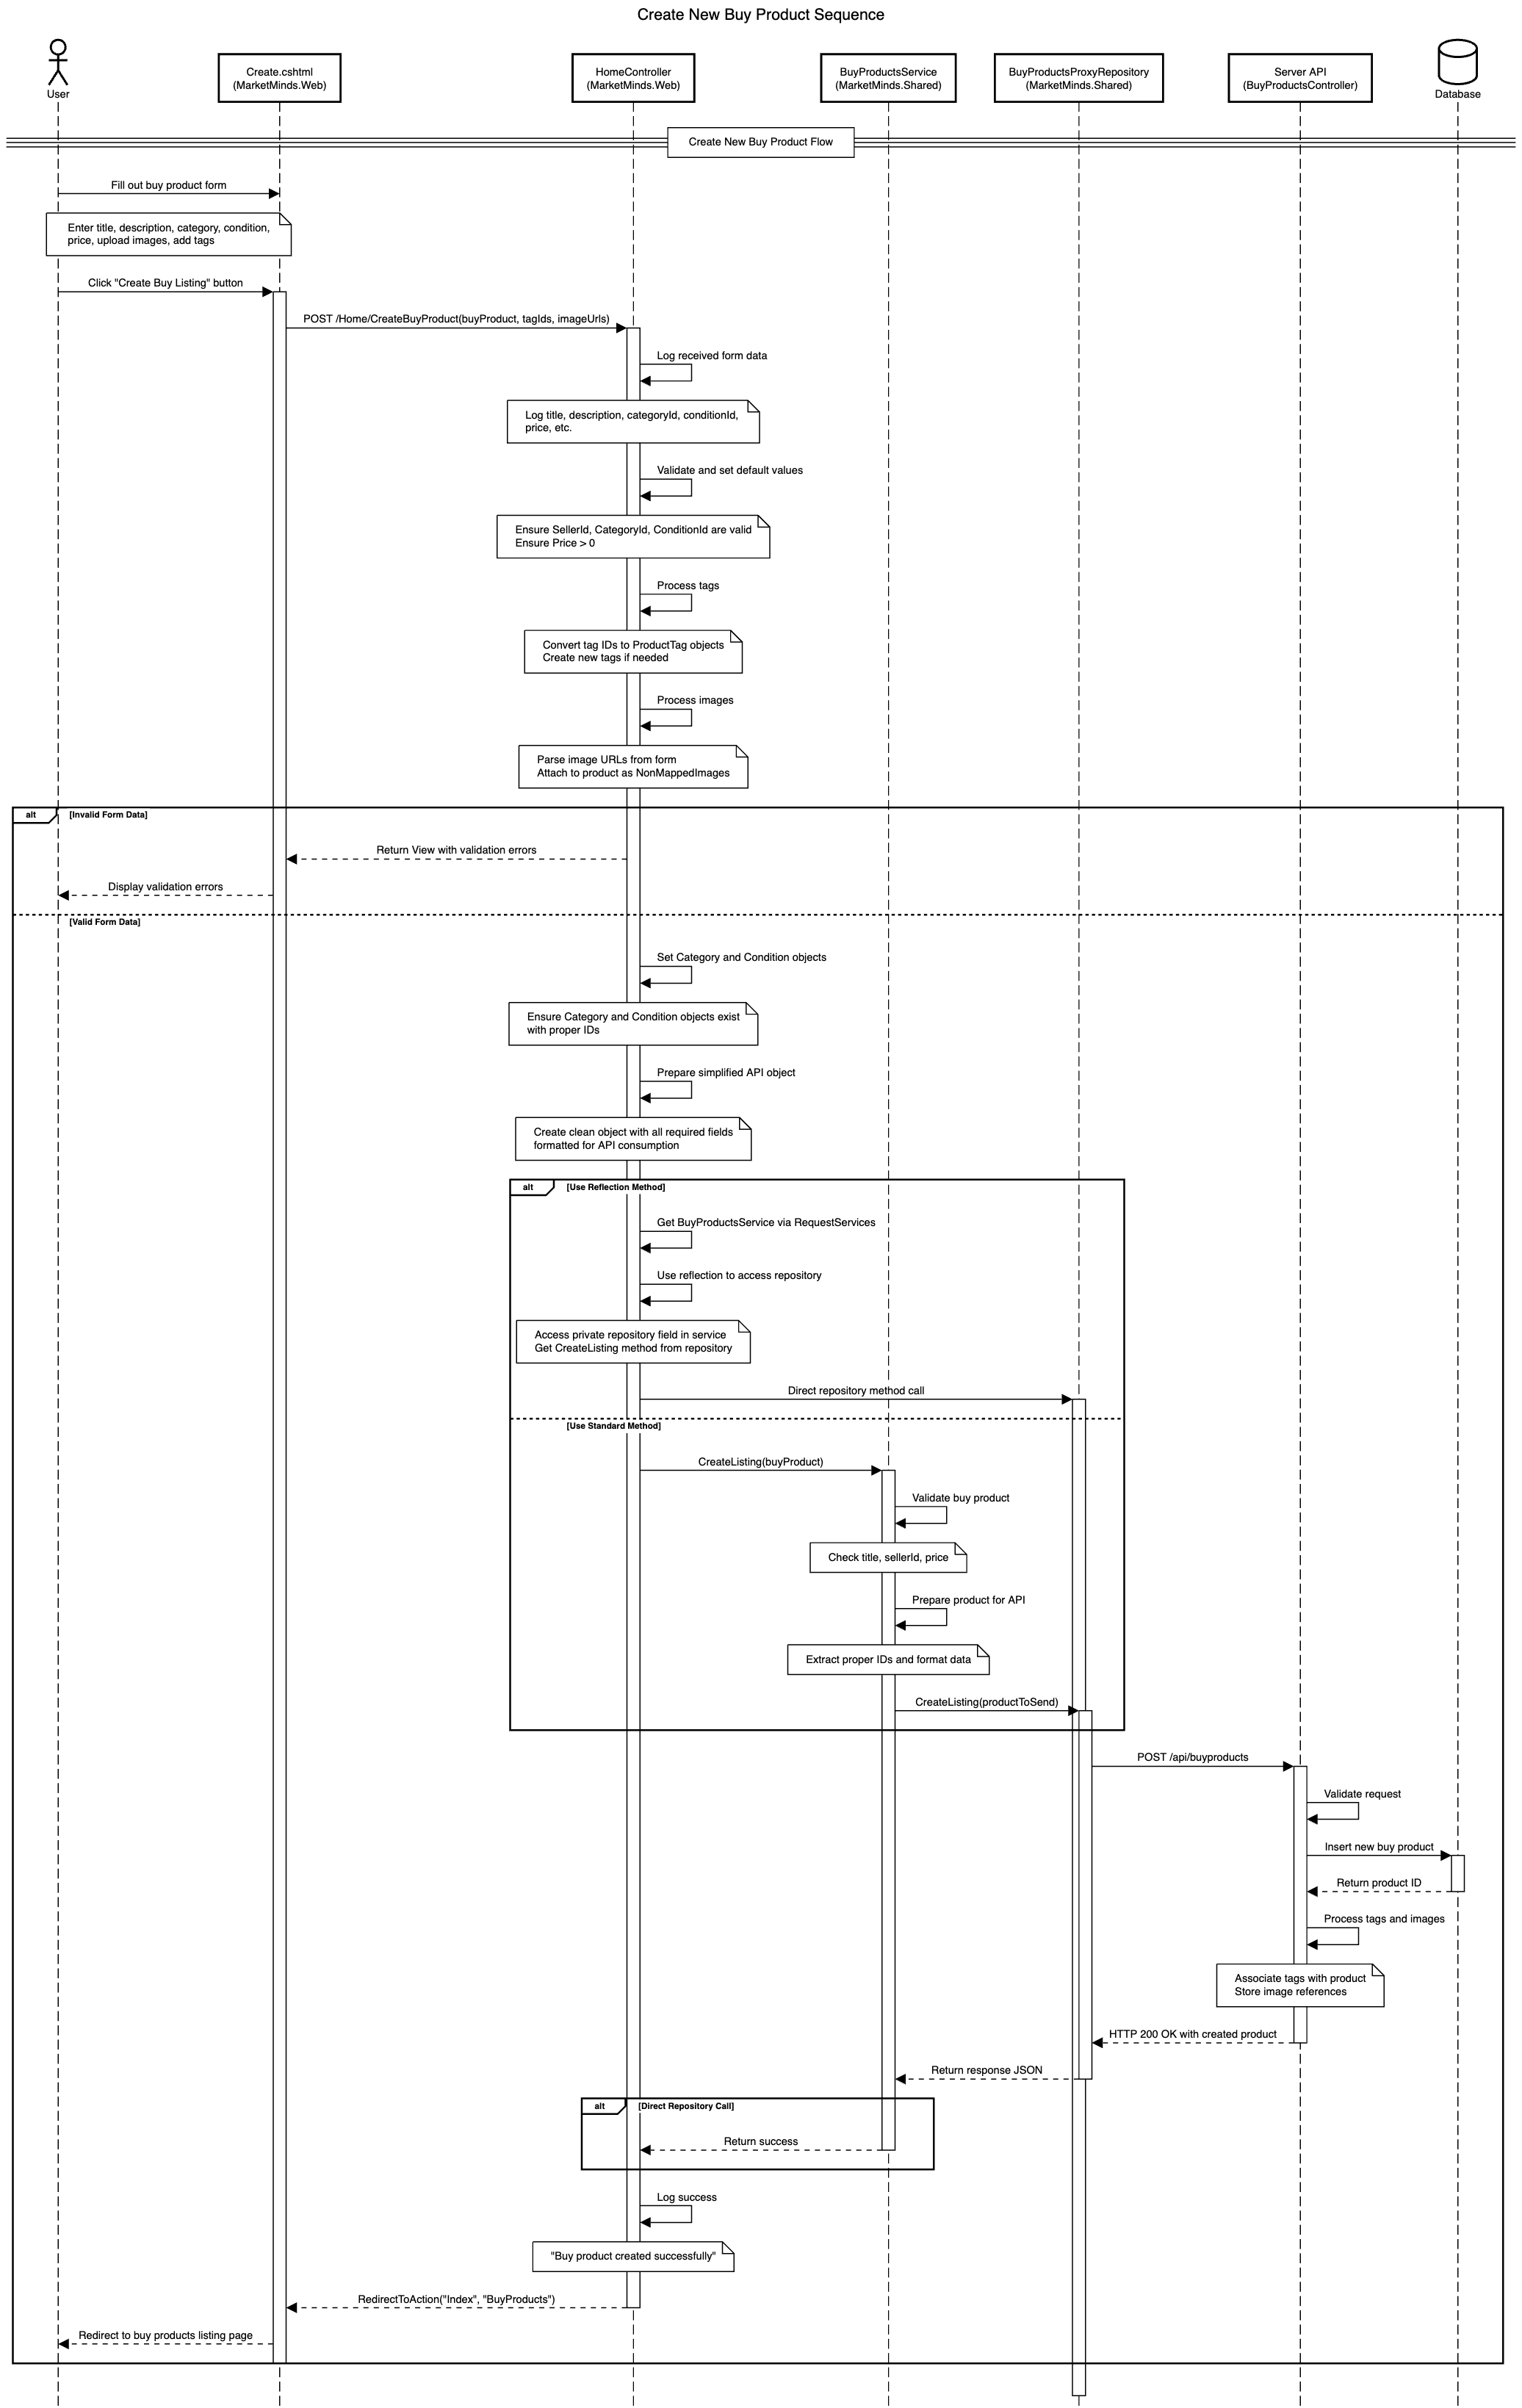 Create New Buy Product Sequence
User
Create.cshtml
(MarketMinds.Web)
HomeController
(MarketMinds.Web)
BuyProductsService
(MarketMinds.Shared)
BuyProductsProxyRepository
(MarketMinds.Shared)
Server API
(BuyProductsController)
Database
Create New Buy Product Flow
Fill out buy product form
Enter title, description, category, condition,
price, upload images, add tags
Click "Create Buy Listing" button
POST /Home/CreateBuyProduct(buyProduct, tagIds, imageUrls)
Log received form data
Log title, description, categoryId, conditionId,
price, etc.
Validate and set default values
Ensure SellerId, CategoryId, ConditionId are valid
Ensure Price > 0
Process tags
Convert tag IDs to ProductTag objects
Create new tags if needed
Process images
Parse image URLs from form
Attach to product as NonMappedImages
alt
[Invalid Form Data]
Return View with validation errors
Display validation errors
[Valid Form Data]
Set Category and Condition objects
Ensure Category and Condition objects exist
with proper IDs
Prepare simplified API object
Create clean object with all required fields
formatted for API consumption
alt
[Use Reflection Method]
Get BuyProductsService via RequestServices
Use reflection to access repository
Access private repository field in service
Get CreateListing method from repository
Direct repository method call
[Use Standard Method]
CreateListing(buyProduct)
Validate buy product
Check title, sellerId, price
Prepare product for API
Extract proper IDs and format data
CreateListing(productToSend)
POST /api/buyproducts
Validate request
Insert new buy product
Return product ID
Process tags and images
Associate tags with product
Store image references
HTTP 200 OK with created product
Return response JSON
alt
[Direct Repository Call]
Return success
Log success
"Buy product created successfully"
RedirectToAction("Index", "BuyProducts")
Redirect to buy products listing page